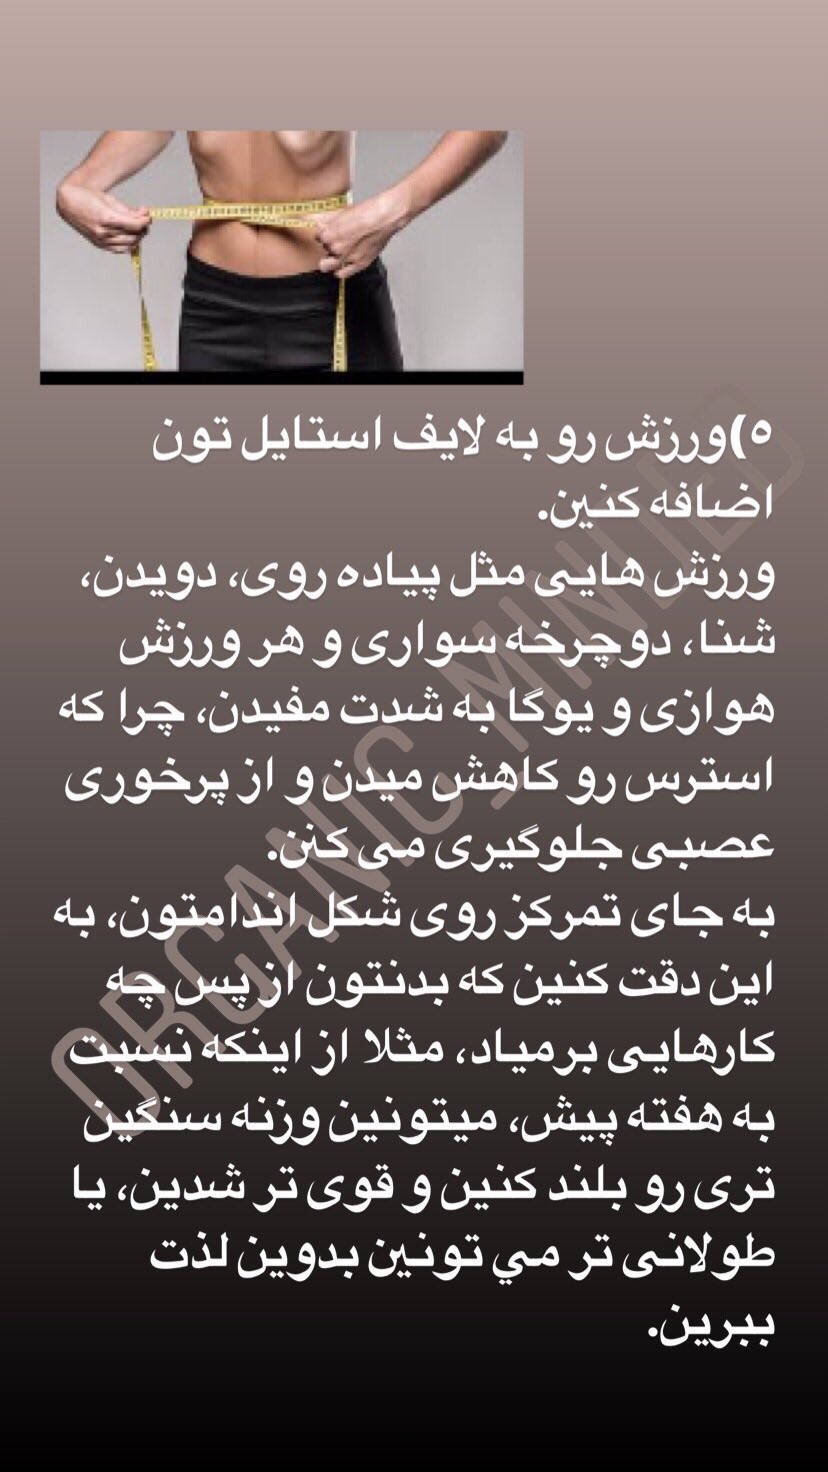 ۵)ورزش رو به لایف استایل تون
اضافه کنین.
ورزش هایی مثل پیاده روی، دویدن،
شنا، دوچرخه سواری و هر ورزش
هوازی و یوگا به شدت مفیدن، چرا که
استرس رو کاهش میدن و از پرخوری
عصبی جلوگیری می کنن.
به جای تمرکز روی شکل اندامتون، به
این دقت کنین که بدنتون از پس چه
کارهایی برمیاد، مثلا از اینکه نسبت
به هفته پیش، میتونین وزنه سنگین
تری رو بلند کنین و قوی تر شدین، یا
طولانی تر مي تونین بدوین لذت
ببرین.
ORGANIC_MINDED